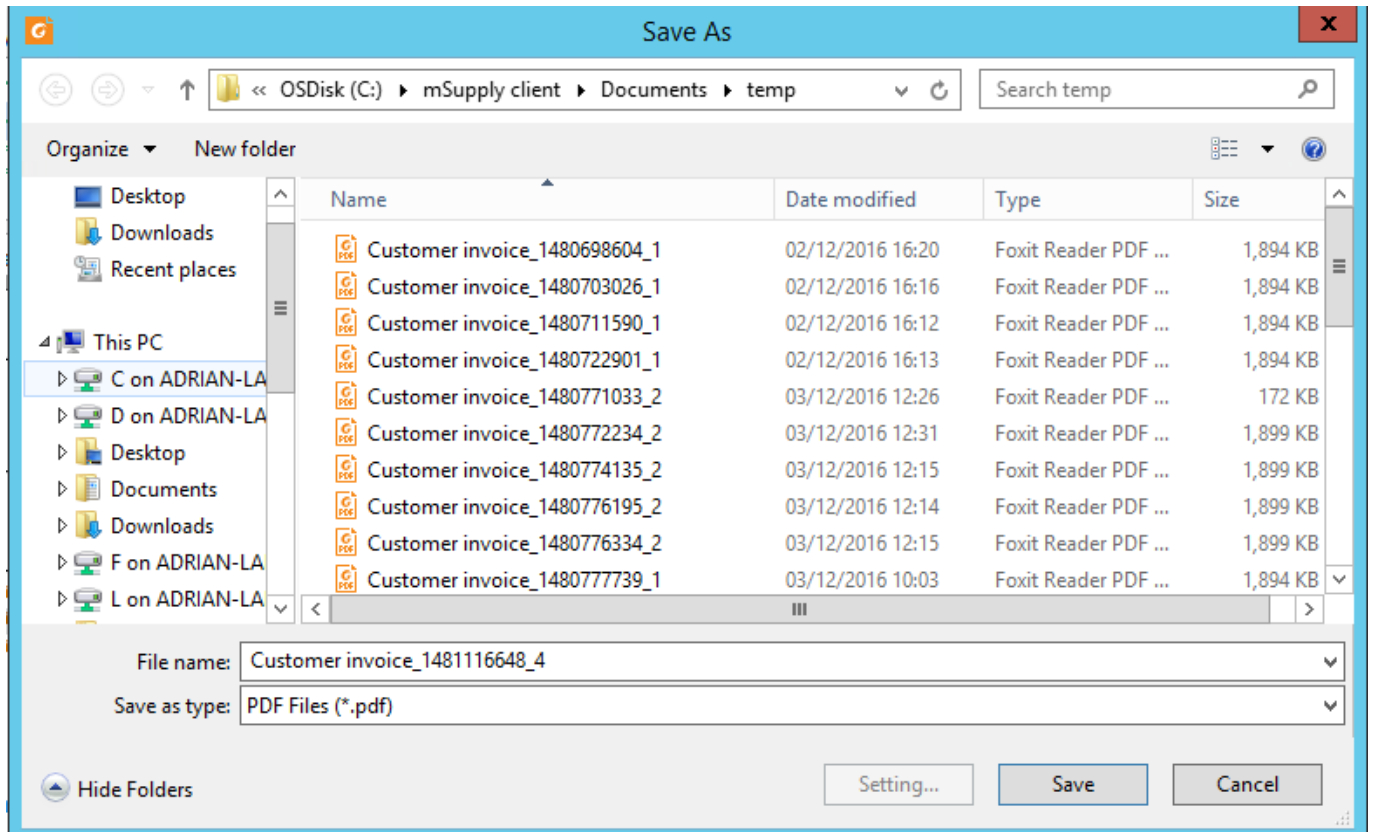 Save As
« OSDisk (C:) mSupply client Documents temp Search temp
Organize New folder
Name Date modified Type Size
Desktop
Downloads
Recent places
This PC
C on ADRIAN-LA
D on ADRIAN-LA
Desktop
Documents
Downloads
F on ADRIAN-LA
L on ADRIAN-LA
Customer invoice_1480698604_1 02/12/2016 16:20 Foxit Reader PDF ... 1,894 KB
Customer invoice_1480703026_1 02/12/2016 16:16 Foxit Reader PDF ... 1,894 KB
Customer invoice_1480711590_1 02/12/2016 16:12 Foxit Reader PDF ... 1,894 KB
Customer invoice_1480722901_1 02/12/2016 16:13 Foxit Reader PDF ... 1,894 KB
Customer invoice_1480771033_2 03/12/2016 12:26 Foxit Reader PDF ... 172 KB
Customer invoice_1480772234_2 03/12/2016 12:31 Foxit Reader PDF ... 1,899 KB
Customer invoice_1480774135_2 03/12/2016 12:15 Foxit Reader PDF ... 1,899 KB
Customer invoice_1480776195_2 03/12/2016 12:14 Foxit Reader PDF ... 1,899 KB
Customer invoice_1480776334_2 03/12/2016 12:15 Foxit Reader PDF ... 1,899 KB
Customer invoice_1480777739_1 03/12/2016 10:03 Foxit Reader PDF ... 1,894 KB
File name: Customer invoice_1481116648_4
Save as type: PDF Files (*.pdf)
Hide Folders Setting... Save Cancel